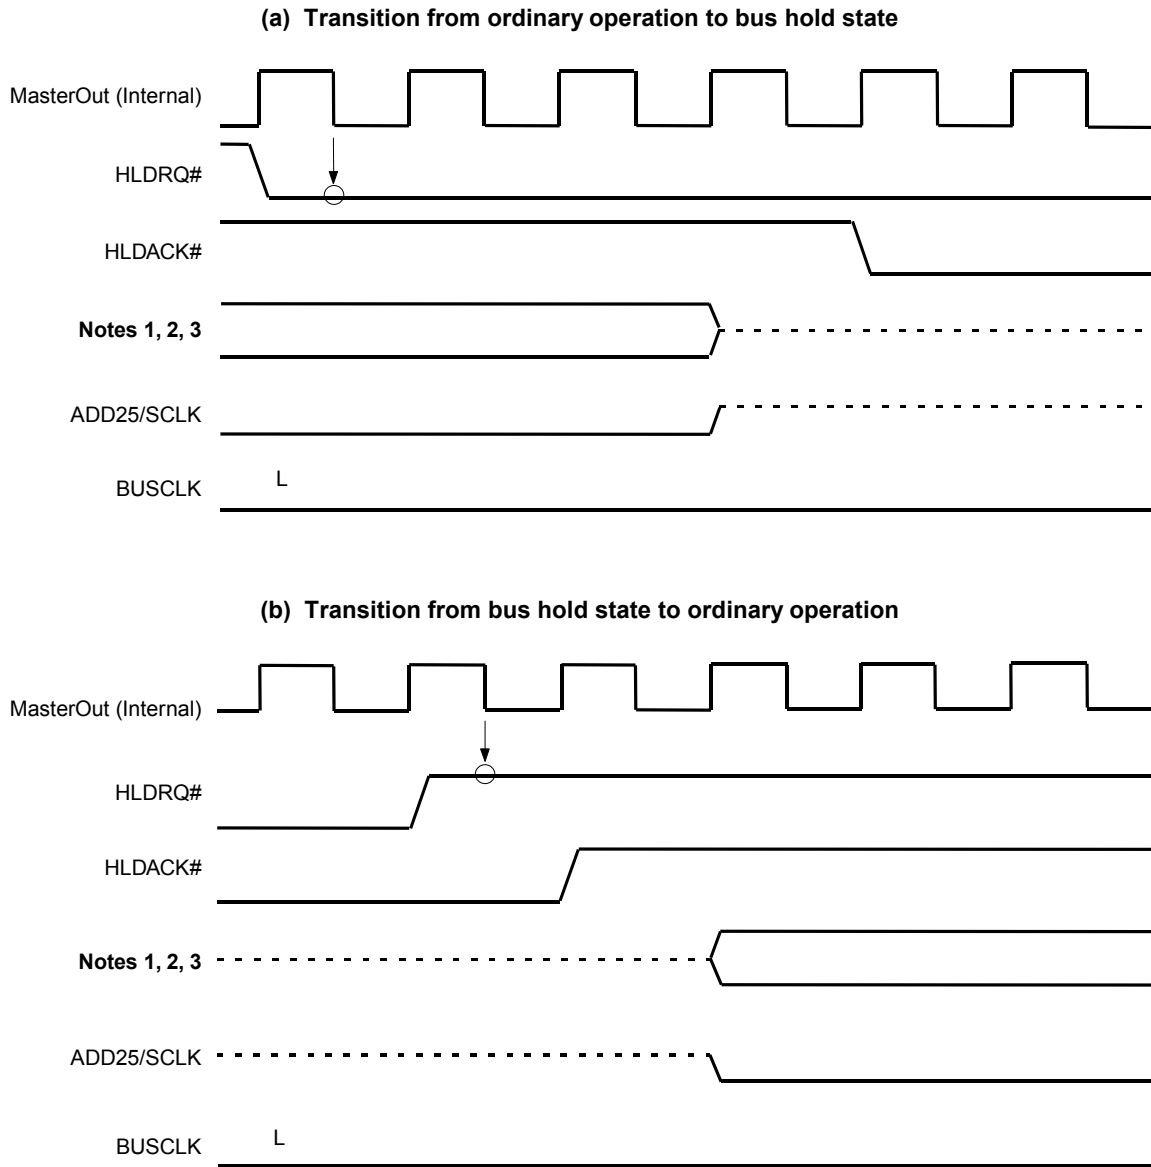 (a) Transition from ordinary operation to bus hold state
MasterOut (Internal)
HLDRQ#
HLDACK#
Notes 1, 2, 3
ADD25/SCLK
L
BUSCLK
(b) Transition from bus hold state to ordinary operation
MasterOut (Internal)
HLDRQ#
HLDACK#
Notes 1, 2, 3
ADD25/SCLK
L
BUSCLK